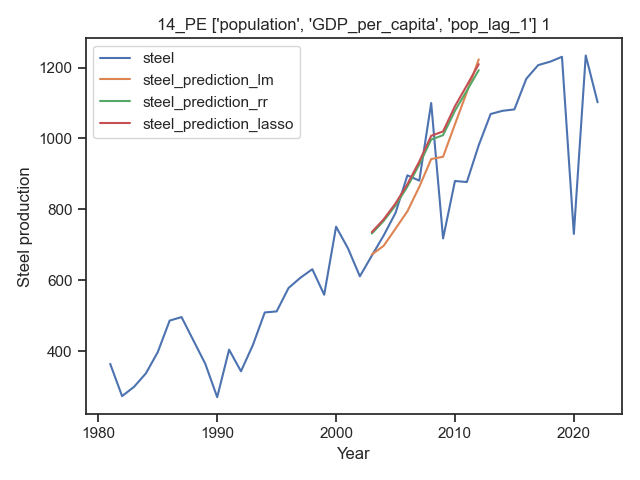 14_PE ['population', 'GDP_per_capita', 'pop_lag_1'] 1
steel
steel_prediction_lm
steel_prediction_rr
steel_prediction_lasso
Steel production
1200
1000
800
600
400
1980
1990
2000
2010
2020
Year